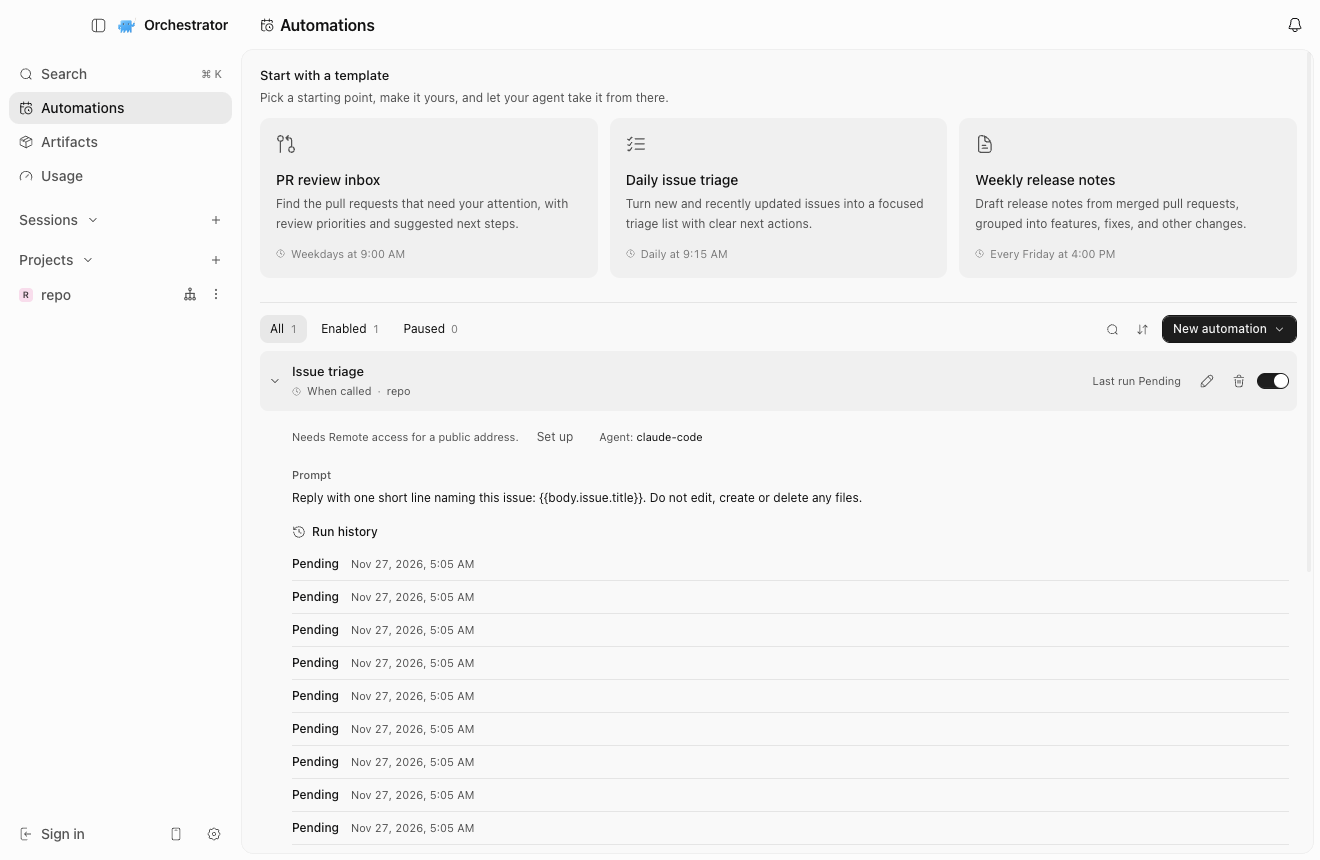 Orchestrator
Automations
Search ⌘ K
Automations
Artifacts
Usage
Sessions
Projects
R repo
Sign in
Start with a template
Pick a starting point, make it yours, and let your agent take it from there.
PR review inbox
Find the pull requests that need your attention, with
review priorities and suggested next steps.
Weekdays at 9:00 AM
Daily issue triage
Turn new and recently updated issues into a focused
triage list with clear next actions.
Daily at 9:15 AM
Weekly release notes
Draft release notes from merged pull requests,
grouped into features, fixes, and other changes.
Every Friday at 4:00 PM
All 1 Enabled 1 Paused 0 New automation
Issue triage
When called · repo
Last run Pending
Needs Remote access for a public address. Set up Agent: claude-code
Prompt
Reply with one short line naming this issue: {{body.issue.title}}. Do not edit, create or delete any files.
Run history
Pending Nov 27, 2026, 5:05 AM
Pending Nov 27, 2026, 5:05 AM
Pending Nov 27, 2026, 5:05 AM
Pending Nov 27, 2026, 5:05 AM
Pending Nov 27, 2026, 5:05 AM
Pending Nov 27, 2026, 5:05 AM
Pending Nov 27, 2026, 5:05 AM
Pending Nov 27, 2026, 5:05 AM
Pending Nov 27, 2026, 5:05 AM